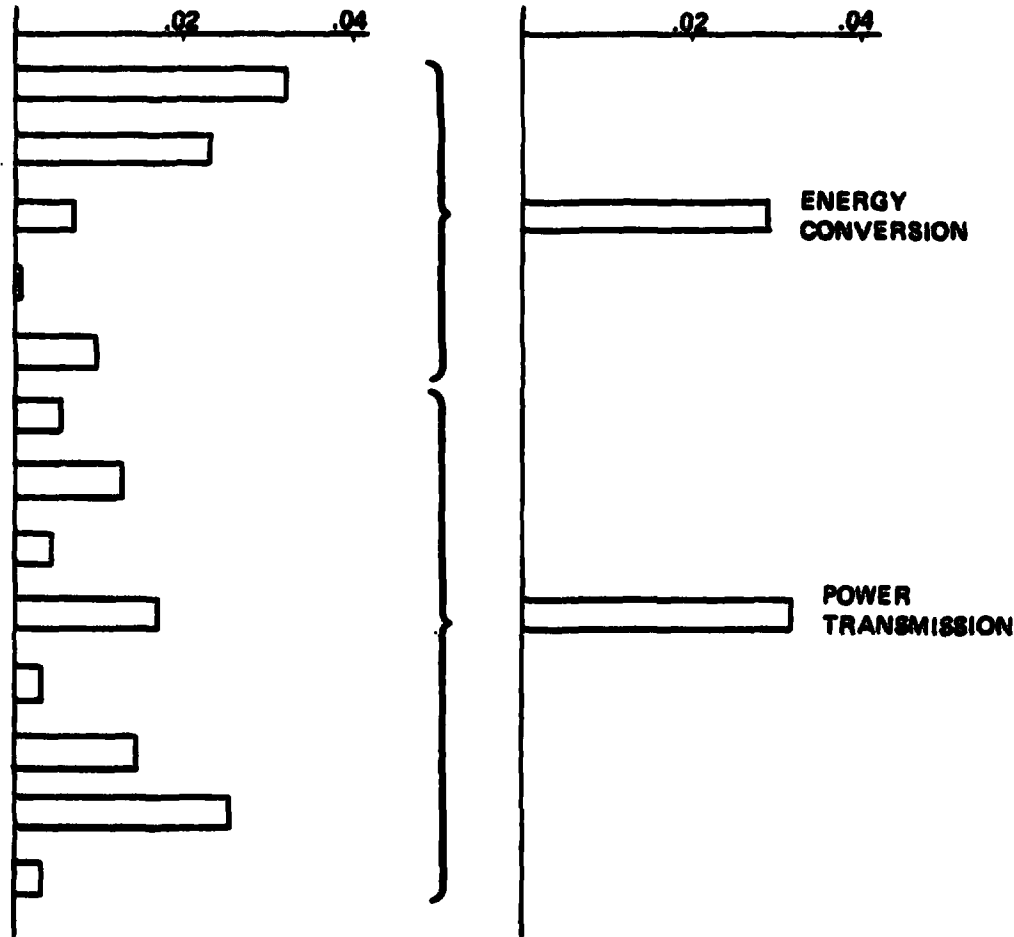 .02 .04 .02 .04
ENERGY
CONVERSION
POWER
TRANSMISSION